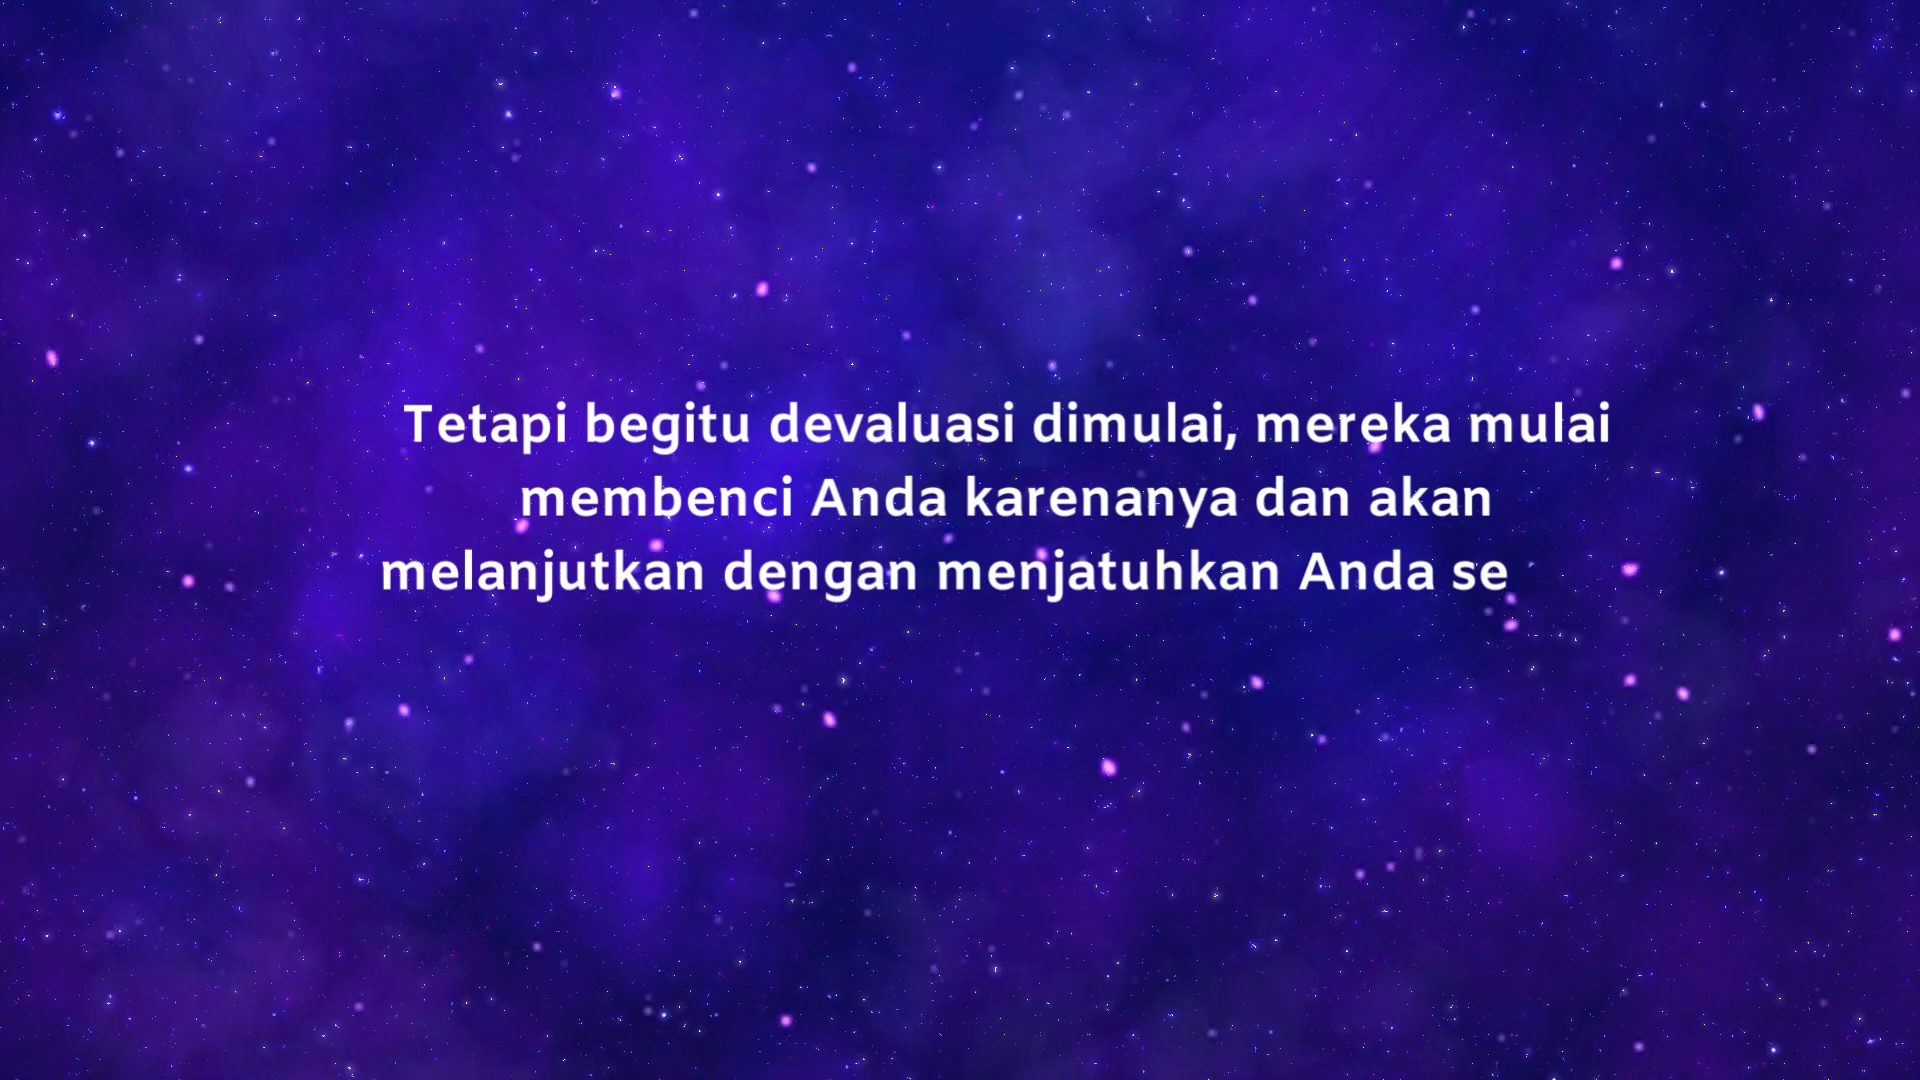 Tetapi begitu devaluasi dimulai, mereka mulai
membenci Anda karenanya dan akan
melanjutkan dengan menjatuhkan Anda se